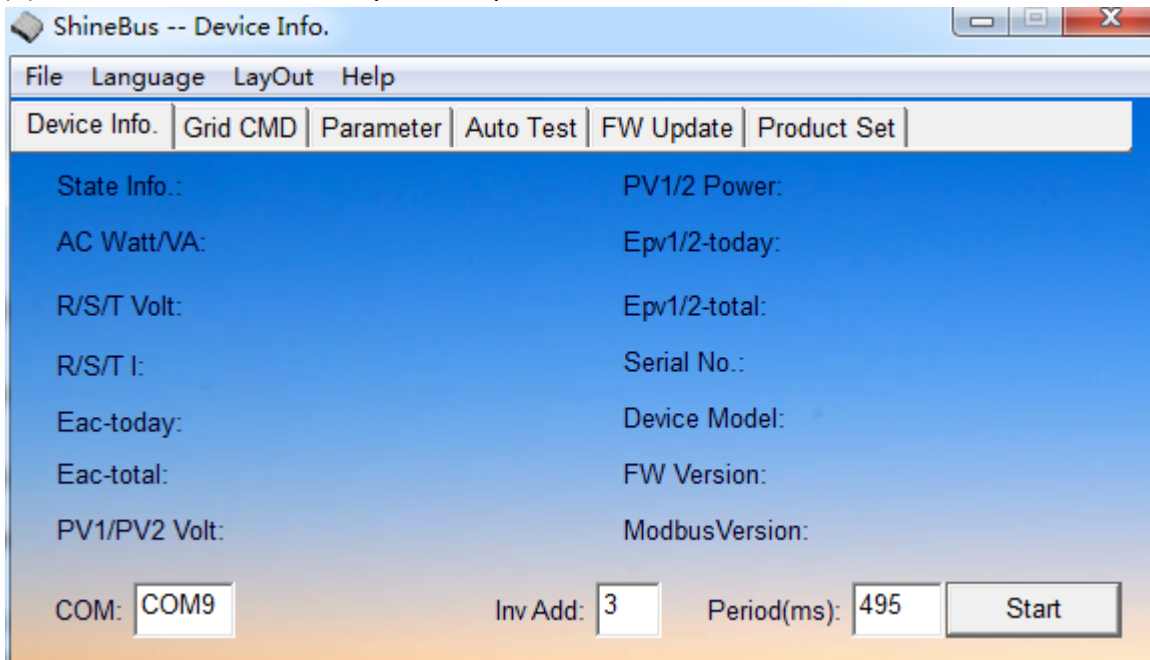 ShineBus -- Device Info.
File Language LayOut Help
Device Info. Grid CMD Parameter Auto Test FW Update Product Set
State Info.: PV1/2 Power:
AC Watt/VA: Epv1/2-today:
R/S/T Volt: Epv1/2-total:
R/S/T I: Serial No.:
Eac-today: Device Model:
Eac-total: FW Version:
PV1/PV2 Volt: ModbusVersion:
COM: COM9 Inv Add: 3 Period(ms): 495 Start